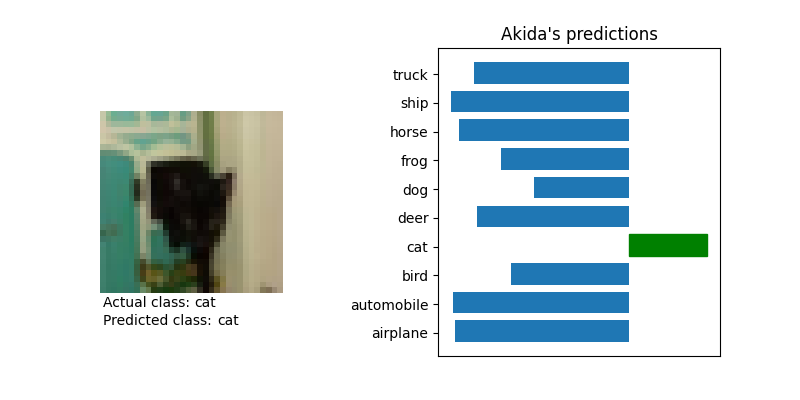 Akida's predictions
truck
ship
horse
frog
dog
deer
cat
bird
automobile
airplane
Actual class: cat
Predicted class: cat